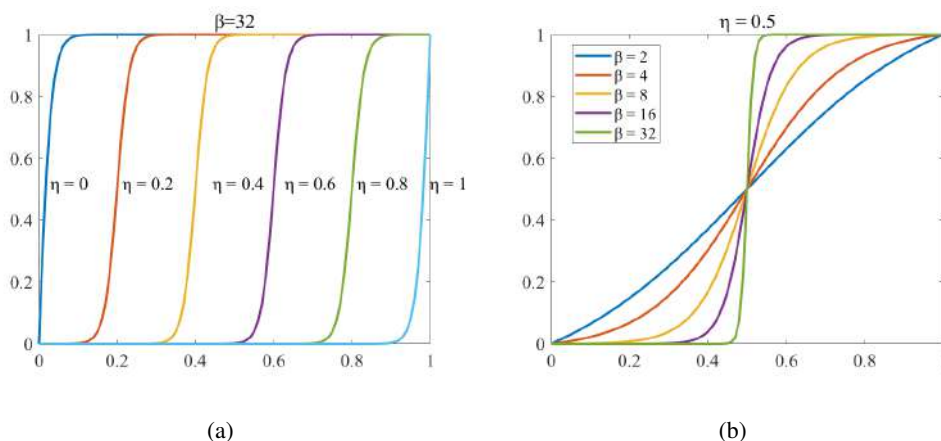 β=32
1
0.8
0.6
0.4
0.2
0
η = 0
η = 0.2
η = 0.4
η = 0.6
η = 0.8
η = 1
0 0.2 0.4 0.6 0.8 1
(a)
η = 0.5
1
0.8
0.6
0.4
0.2
0
β = 2
β = 4
β = 8
β = 16
β = 32
0.2 0.4 0.6 0.8
(b)